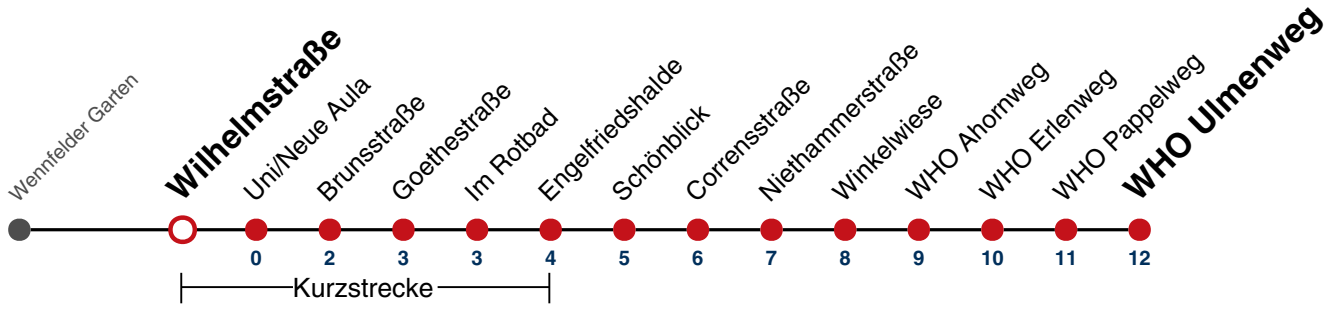 Wennfelder Garten
Wilhelmstraße
Uni/Neue Aula
Brunsstraße
Goethestraße
Im Rotbad
Engelfriedshalde
Schönblick
Corrensstraße
Niethammerstraße
Winkelwiese
WHO Ahornweg
WHO Erlenweg
WHO Pappelweg
WHO Ulmenweg
0 2 3 3 4 5 6 7 8 9 10 11 12
Kurzstrecke